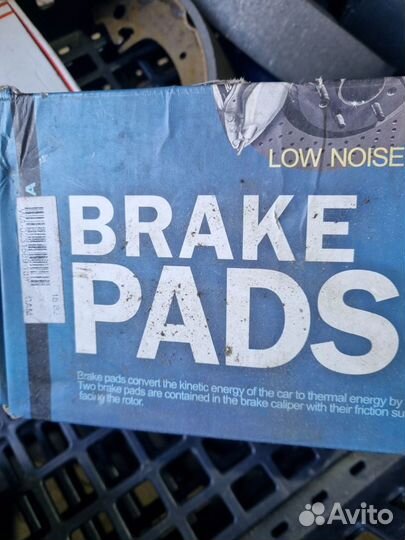 LOW NOISE
A
BRAKE
PADS
Brake pads convert the kinetic energy of the car to thermal energy by
Two brake pads are contained in the brake caliper with their friction su
facing the rotor.
Avito